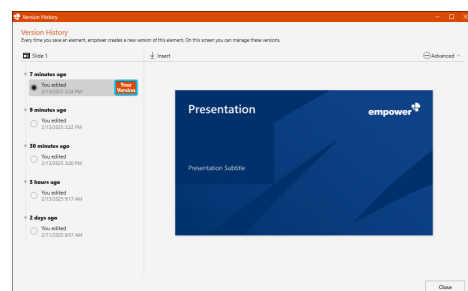 Version History
Version History
Every time you save an element, empower creates a new version of this element. On this screen you can manage these versions.
Slide 1
Insert
Advanced
7 minutes ago
You edited
2/13/2025 2:24 PM
Your
Version
9 minutes ago
You edited
2/13/2025 2:22 PM
30 minutes ago
You edited
2/13/2025 2:00 PM
5 hours ago
You edited
2/13/2025 9:17 AM
2 days ago
You edited
2/11/2025 8:57 AM
Presentation
empower
Presentation Subtitle
Close